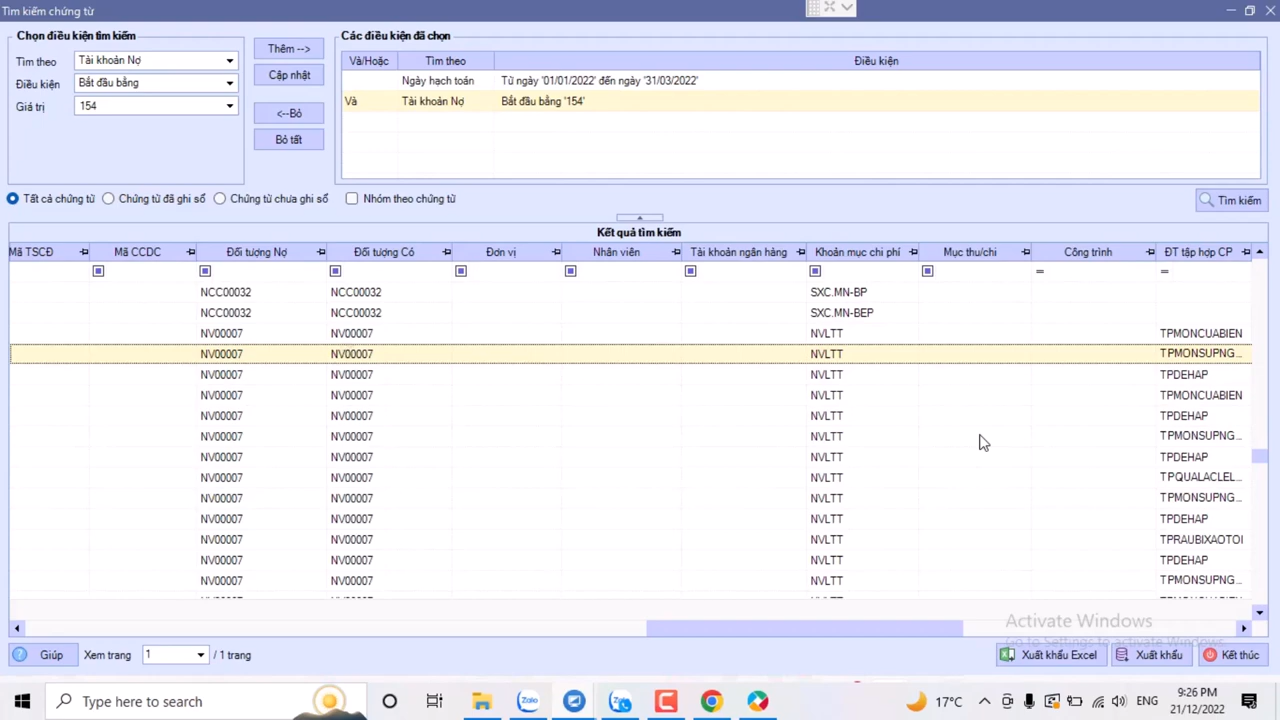 Tìm kiếm chứng từ
Chọn điều kiện tìm kiếm
Tìm theo Tài khoản Nợ
Điều kiện Bắt đầu bằng
Giá trị 154
Thêm -->
Cập nhật
<--Bỏ
Bỏ tất
Các điều kiện đã chọn
Và/Hoặc Tìm theo Điều kiện
Ngày hạch toán Từ ngày '01/01/2022' đến ngày '31/03/2022'
Và Tài khoản Nợ Bắt đầu bằng '154'
Tất cả chứng từ Chứng từ đã ghi sổ Chứng từ chưa ghi sổ Nhóm theo chứng từ
Tìm kiếm
Kết quả tìm kiếm
Mã TSCĐ Mã CCDC Đối tượng Nợ Đối tượng Có Đơn vị Nhân viên Tài khoản ngân hàng Khoản mục chi phí Mục thu/chi Công trình ĐT tập hợp CP
= =
NCC00032 NCC00032 SXC.MN-BP
NCC00032 NCC00032 SXC.MN-BEP
NV00007 NV00007 NVLTT TPMONCUABIEN
NV00007 NV00007 NVLTT TPMONSUPNG...
NV00007 NV00007 NVLTT TPDEHAP
NV00007 NV00007 NVLTT TPMONCUABIEN
NV00007 NV00007 NVLTT TPDEHAP
NV00007 NV00007 NVLTT TPMONSUPNG...
NV00007 NV00007 NVLTT TPDEHAP
NV00007 NV00007 NVLTT TPQUALACLEL...
NV00007 NV00007 NVLTT TPMONSUPNG...
NV00007 NV00007 NVLTT TPDEHAP
NV00007 NV00007 NVLTT TPRAUBIXAOTOI
NV00007 NV00007 NVLTT TPDEHAP
NV00007 NV00007 NVLTT TPMONSUPNG...
Activate Windows
Go to Settings to activate Windows.
Giúp Xem trang 1 / 1 trang Xuất khẩu Excel Xuất khẩu Kết thúc
Type here to search
Zalo
17°C
ENG
9:26 PM
21/12/2022